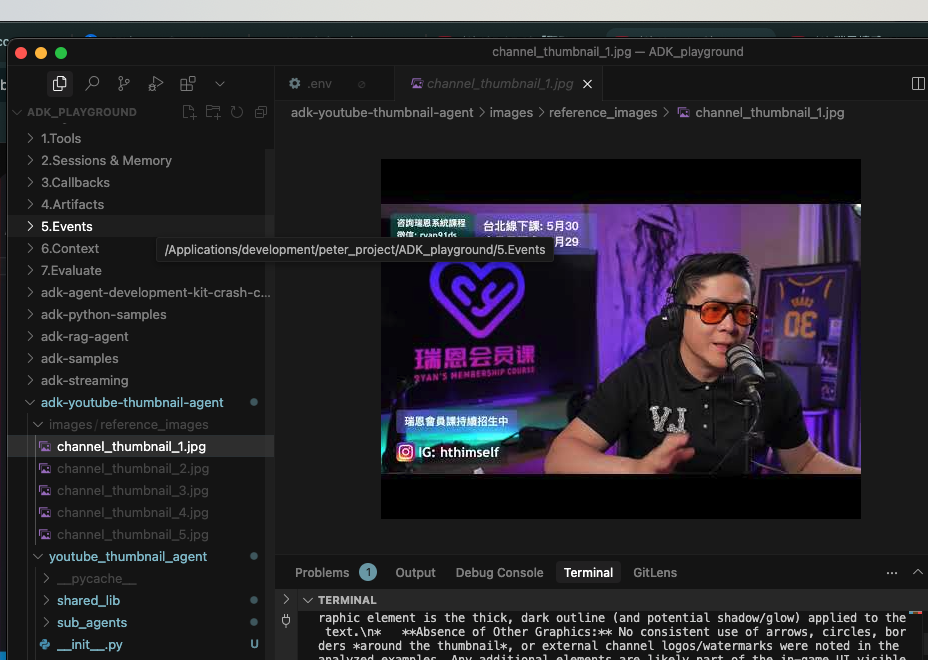 channel_thumbnail_1.jpg — ADK_playground
.env
channel_thumbnail_1.jpg
ADK_PLAYGROUND
adk-youtube-thumbnail-agent > images > reference_images > channel_thumbnail_1.jpg
1.Tools
2.Sessions & Memory
3.Callbacks
4.Artifacts
5.Events
6.Context
/Applications/development/peter_project/ADK_playground/5.Events
7.Evaluate
adk-agent-development-kit-crash-c...
adk-python-samples
adk-rag-agent
adk-samples
adk-streaming
adk-youtube-thumbnail-agent
images/reference_images
channel_thumbnail_1.jpg
channel_thumbnail_2.jpg
channel_thumbnail_3.jpg
channel_thumbnail_4.jpg
channel_thumbnail_5.jpg
youtube_thumbnail_agent
__pycache__
shared_lib
sub_agents
__init__.py
U
咨詢瑞恩系統課程
微信: ryan91ds
台北線下課: 5月30
月29
瑞恩会员课
RYAN'S MEMBERSHIP COURSE
瑞恩會員課持續招生中
IG: hthimself
Problems 1 Output Debug Console Terminal GitLens
TERMINAL
raphic element is the thick, dark outline (and potential shadow/glow) applied to the
text.\n* **Absence of Other Graphics:** No consistent use of arrows, circles, bor
ders *around the thumbnail*, or external channel logos/watermarks were noted in the
analyzed examples. Any additional elements are likely part of the in-game UI visible